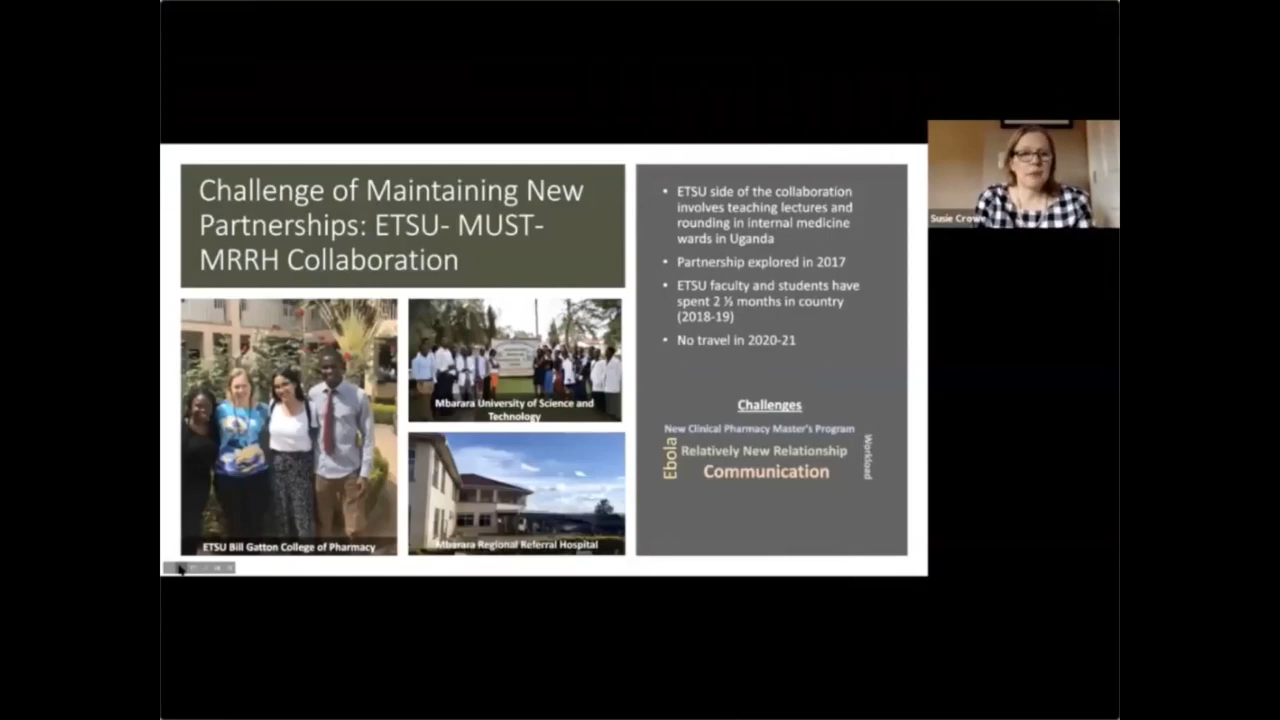 Challenge of Maintaining New
Partnerships: ETSU- MUST-
MRRH Collaboration
ETSU Bill Gatton College of Pharmacy
Mbarara University of Science and
Technology
Mbarara Regional Referral Hospital
• ETSU side of the collaboration
involves teaching lectures and
rounding in internal medicine
wards in Uganda
• Partnership explored in 2017
• ETSU faculty and students have
spent 2 ½ months in country
(2018-19)
• No travel in 2020-21
Challenges
New Clinical Pharmacy Master's Program
Ebola
Relatively New Relationship
Communication
Workload
Susie Crowe